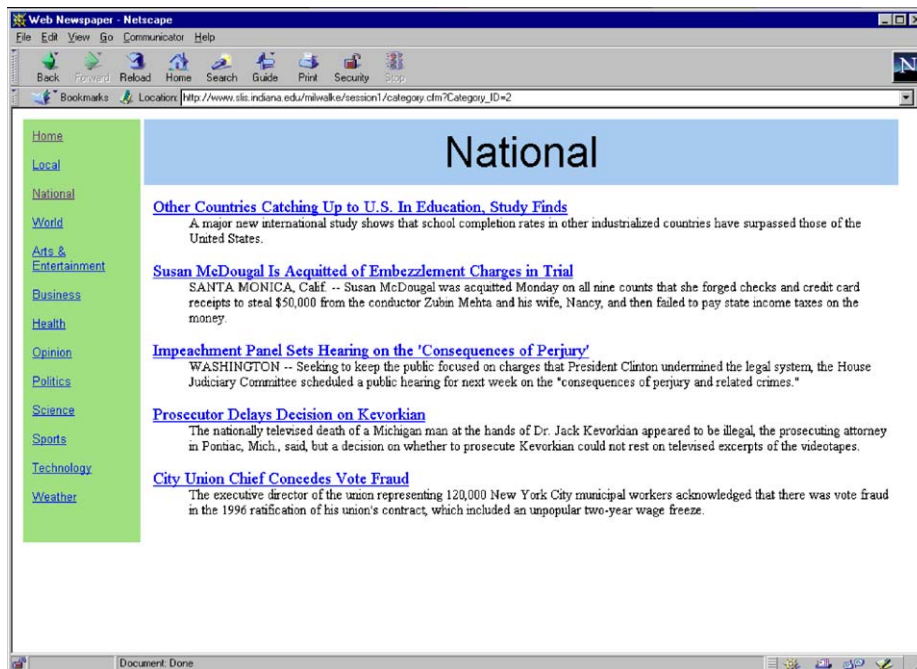 Web Newspaper - Netscape
File Edit View Go Communicator Help
Back Forward Reload Home Search Guide Print Security Stop
N
Bookmarks Location: http://www.slis.indiana.edu/milwalke/session1/category.cfm?Category_ID=2
Home
Local
National
World
Arts &
Entertainment
Business
Health
Opinion
Politics
Science
Sports
Technology
Weather
National
Other Countries Catching Up to U.S. In Education, Study Finds
A major new international study shows that school completion rates in other industrialized countries have surpassed those of the
United States.
Susan McDougal Is Acquitted of Embezzlement Charges in Trial
SANTA MONICA, Calif. -- Susan McDougal was acquitted Monday on all nine counts that she forged checks and credit card
receipts to steal $50,000 from the conductor Zubin Mehta and his wife, Nancy, and then failed to pay state income taxes on the
money.
Impeachment Panel Sets Hearing on the 'Consequences of Perjury'
WASHINGTON -- Seeking to keep the public focused on charges that President Clinton undermined the legal system, the House
Judiciary Committee scheduled a public hearing for next week on the "consequences of perjury and related crimes."
Prosecutor Delays Decision on Kevorkian
The nationally televised death of a Michigan man at the hands of Dr. Jack Kevorkian appeared to be illegal, the prosecuting attorney
in Pontiac, Mich., said, but a decision on whether to prosecute Kevorkian could not rest on televised excerpts of the videotapes.
City Union Chief Concedes Vote Fraud
The executive director of the union representing 120,000 New York City municipal workers acknowledged that there was vote fraud
in the 1996 ratification of his union's contract, which included an unpopular two-year wage freeze.
Document: Done